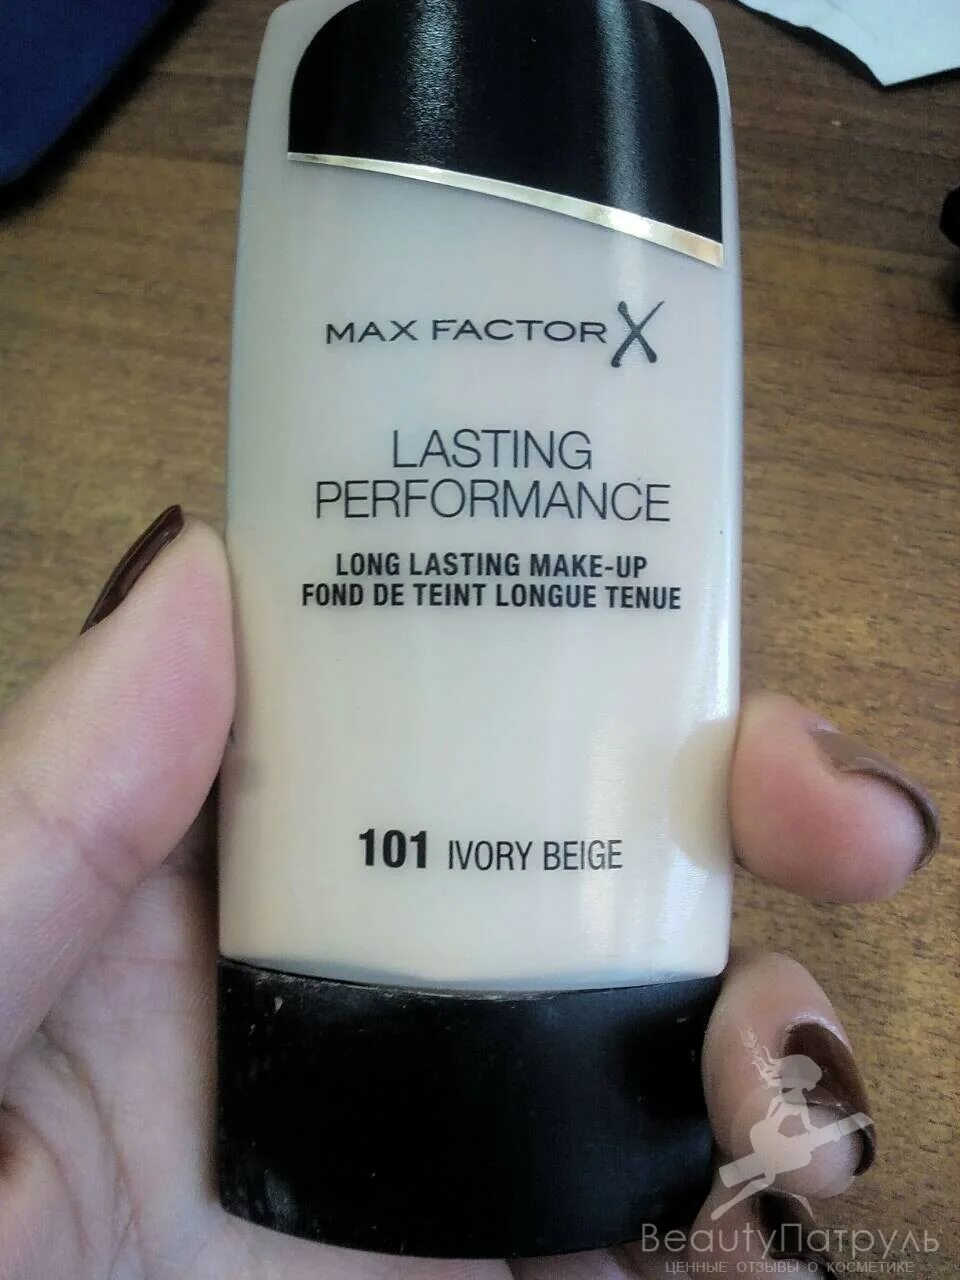 MAX FACTOR X
LASTING
PERFORMANCE
LONG LASTING MAKE-UP
FOND DE TEINT LONGUE TENUE
101 IVORY BEIGE
BeautyПатруль
ЦЕННЫЕ ОТЗЫВЫ О КОСМЕТИКЕ